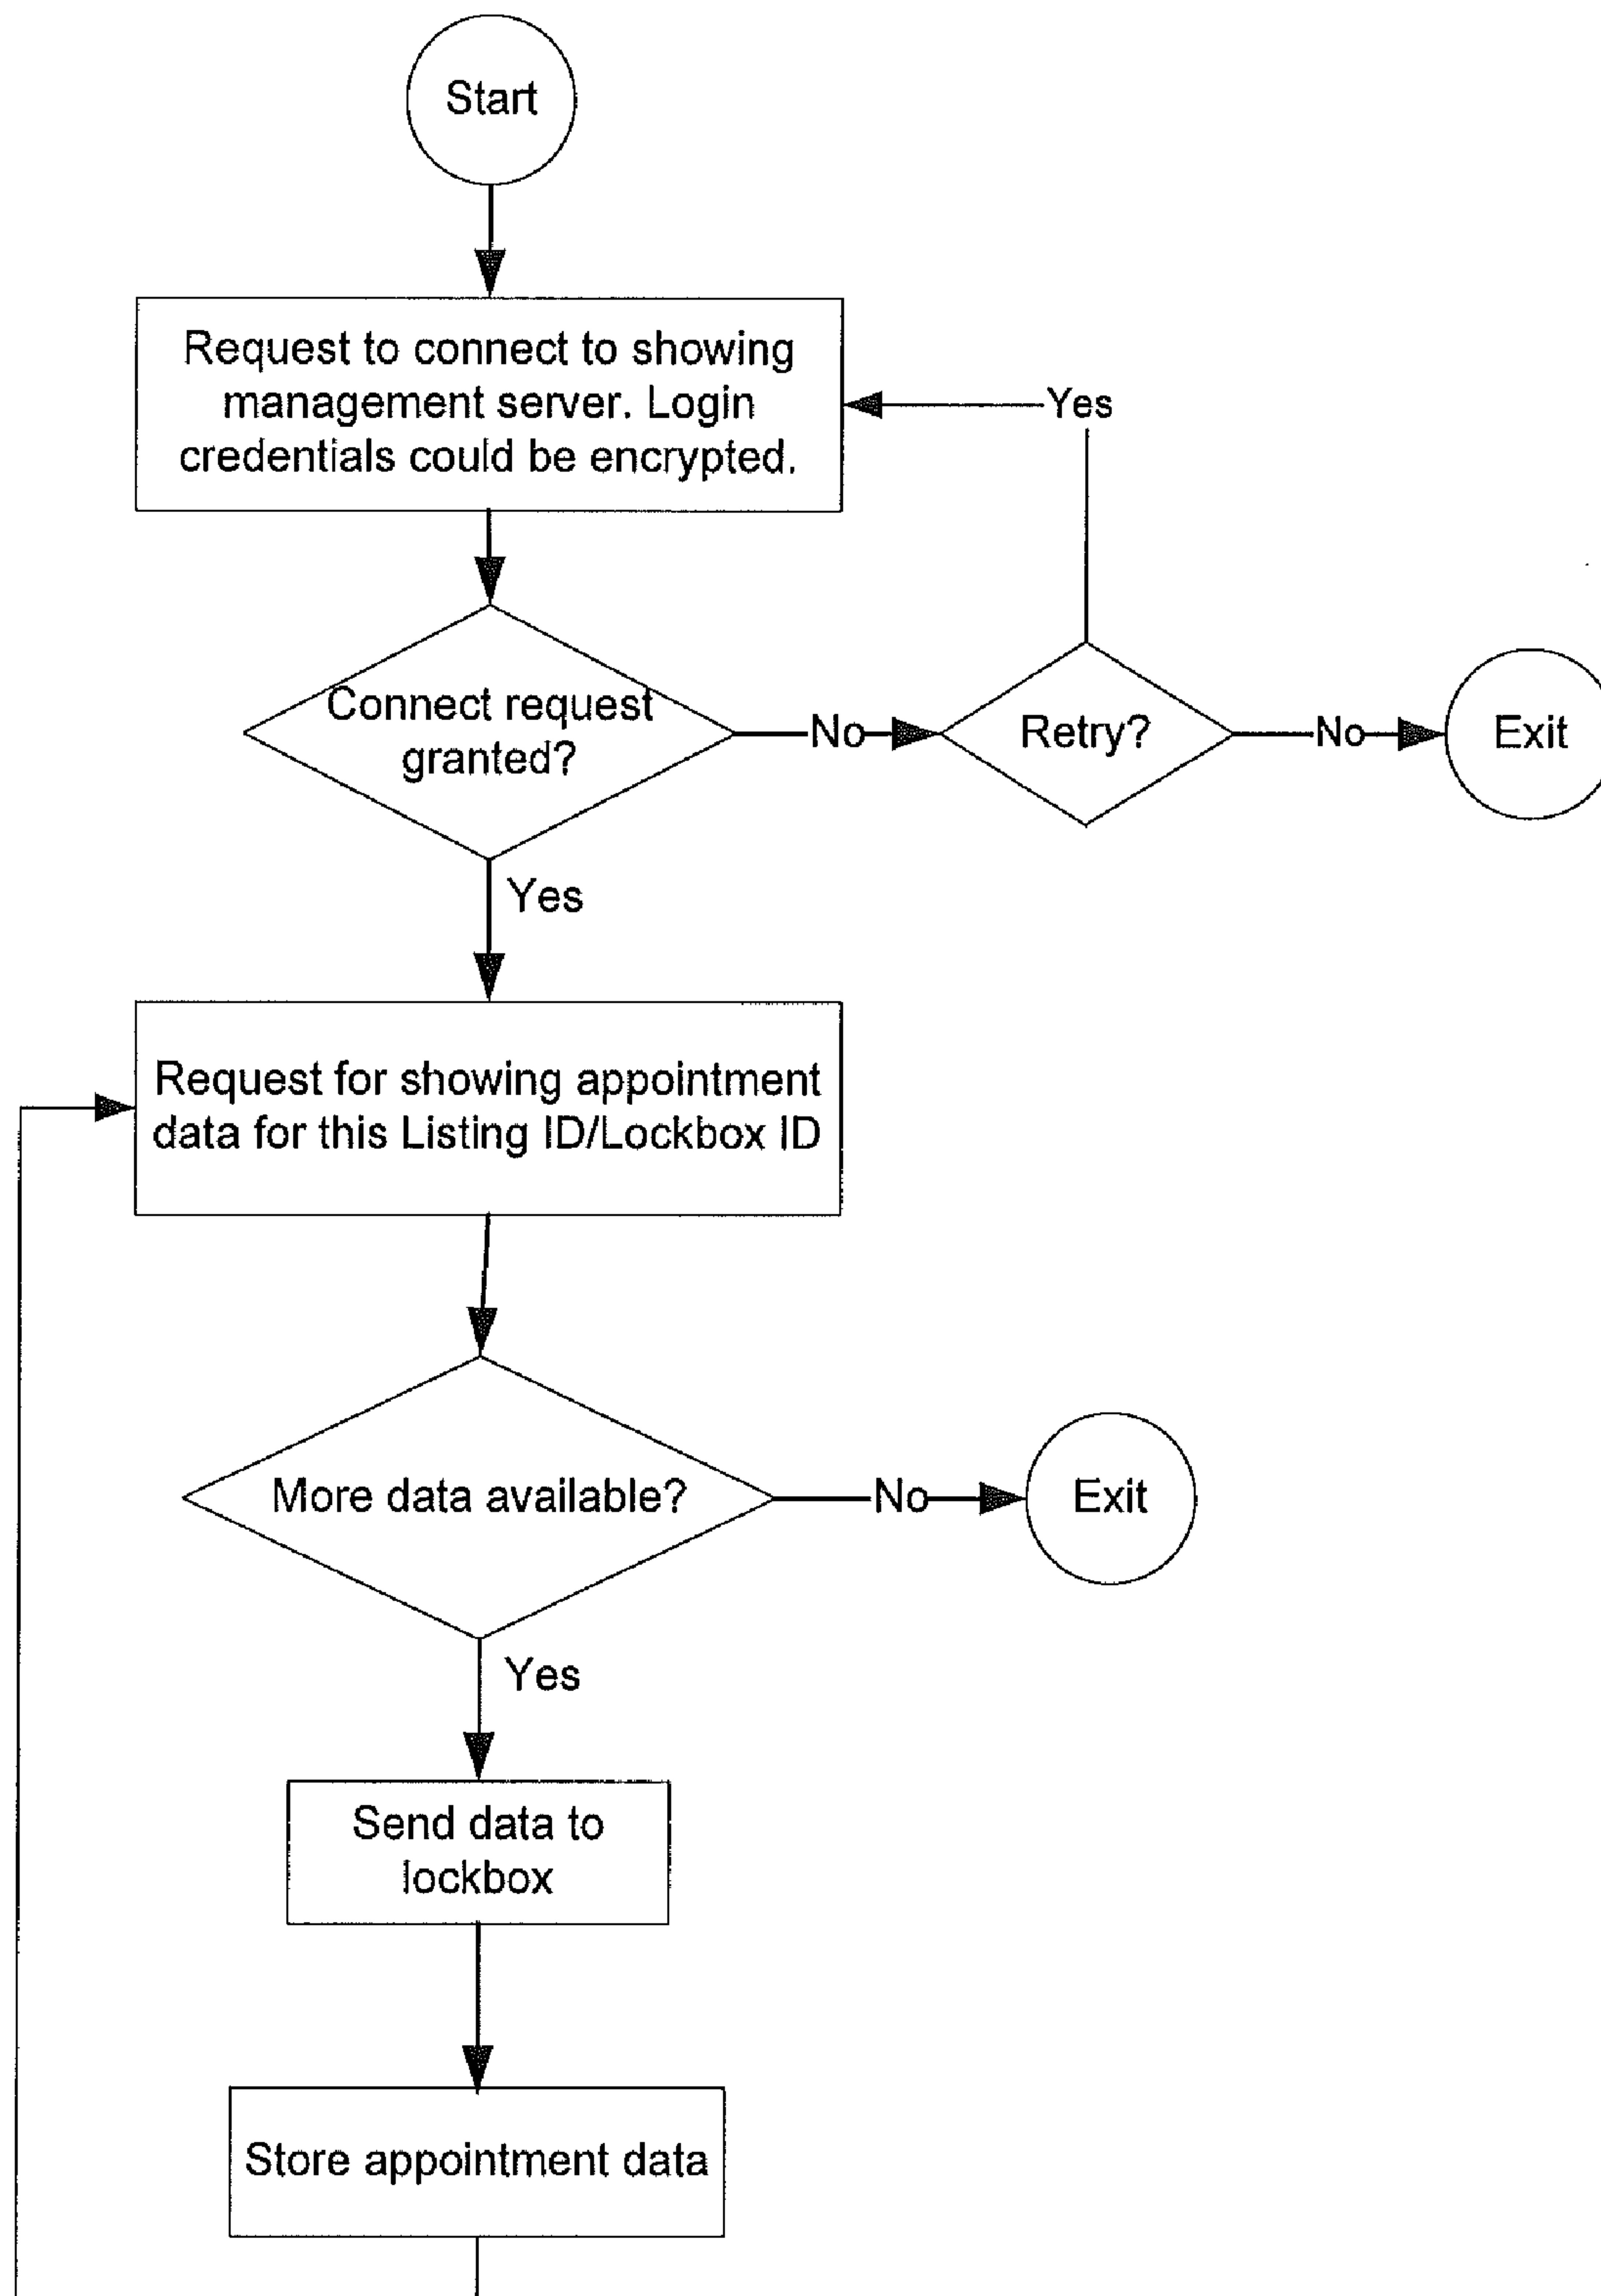 Start
Request to connect to showing
management server. Login
credentials could be encrypted.
Yes
Connect request
granted?
No
Retry?
No
Exit
Yes
Request for showing appointment
data for this Listing ID/Lockbox ID
More data available?
No
Exit
Yes
Send data to
lockbox
Store appointment data